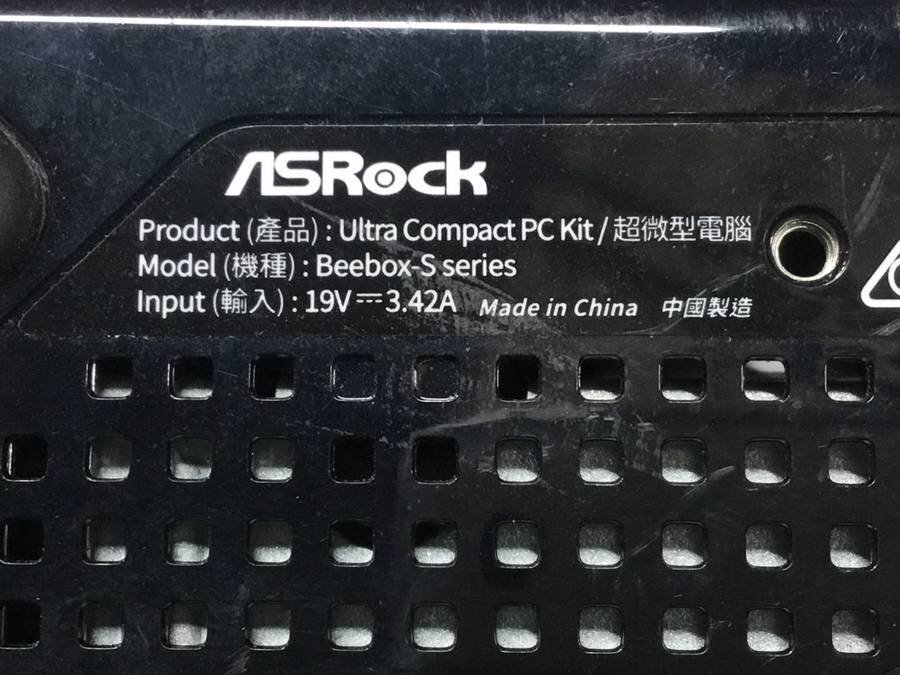 ASRock
Product (產品) : Ultra Compact PC Kit / 超微型電腦
Model (機種) : Beebox-S series
Input (輸入) : 19V⎓3.42A Made in China 中國製造